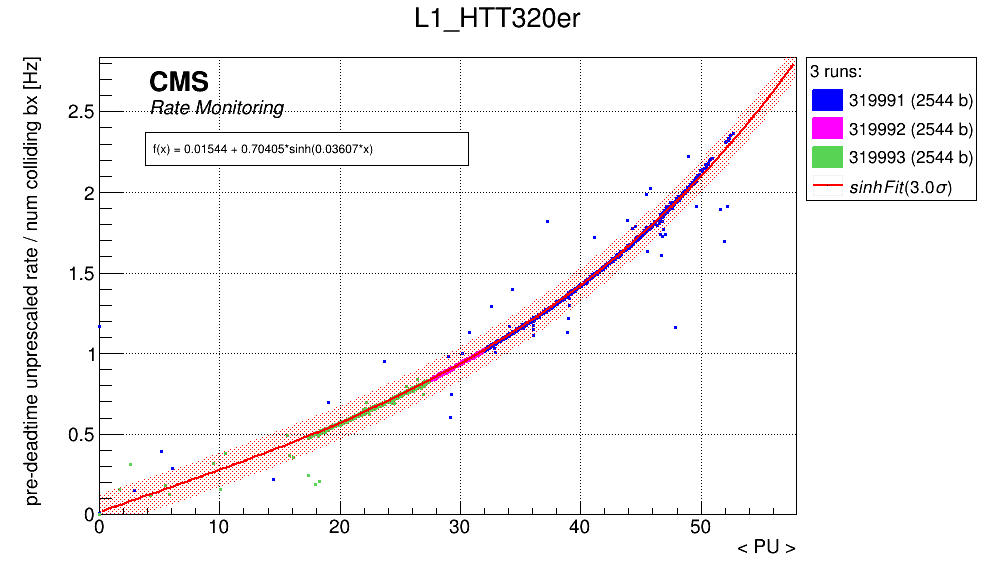 L1_HTT320er
pre-deadtime unprescaled rate / num colliding bx [Hz]
CMS
Rate Monitoring
f(x) = 0.01544 + 0.70405*sinh(0.03607*x)
3 runs:
319991 (2544 b)
319992 (2544 b)
319993 (2544 b)
sinhFit(3.0σ)
2.5
2
1.5
1
0.5
0
0 10 20 30 40 50
< PU >